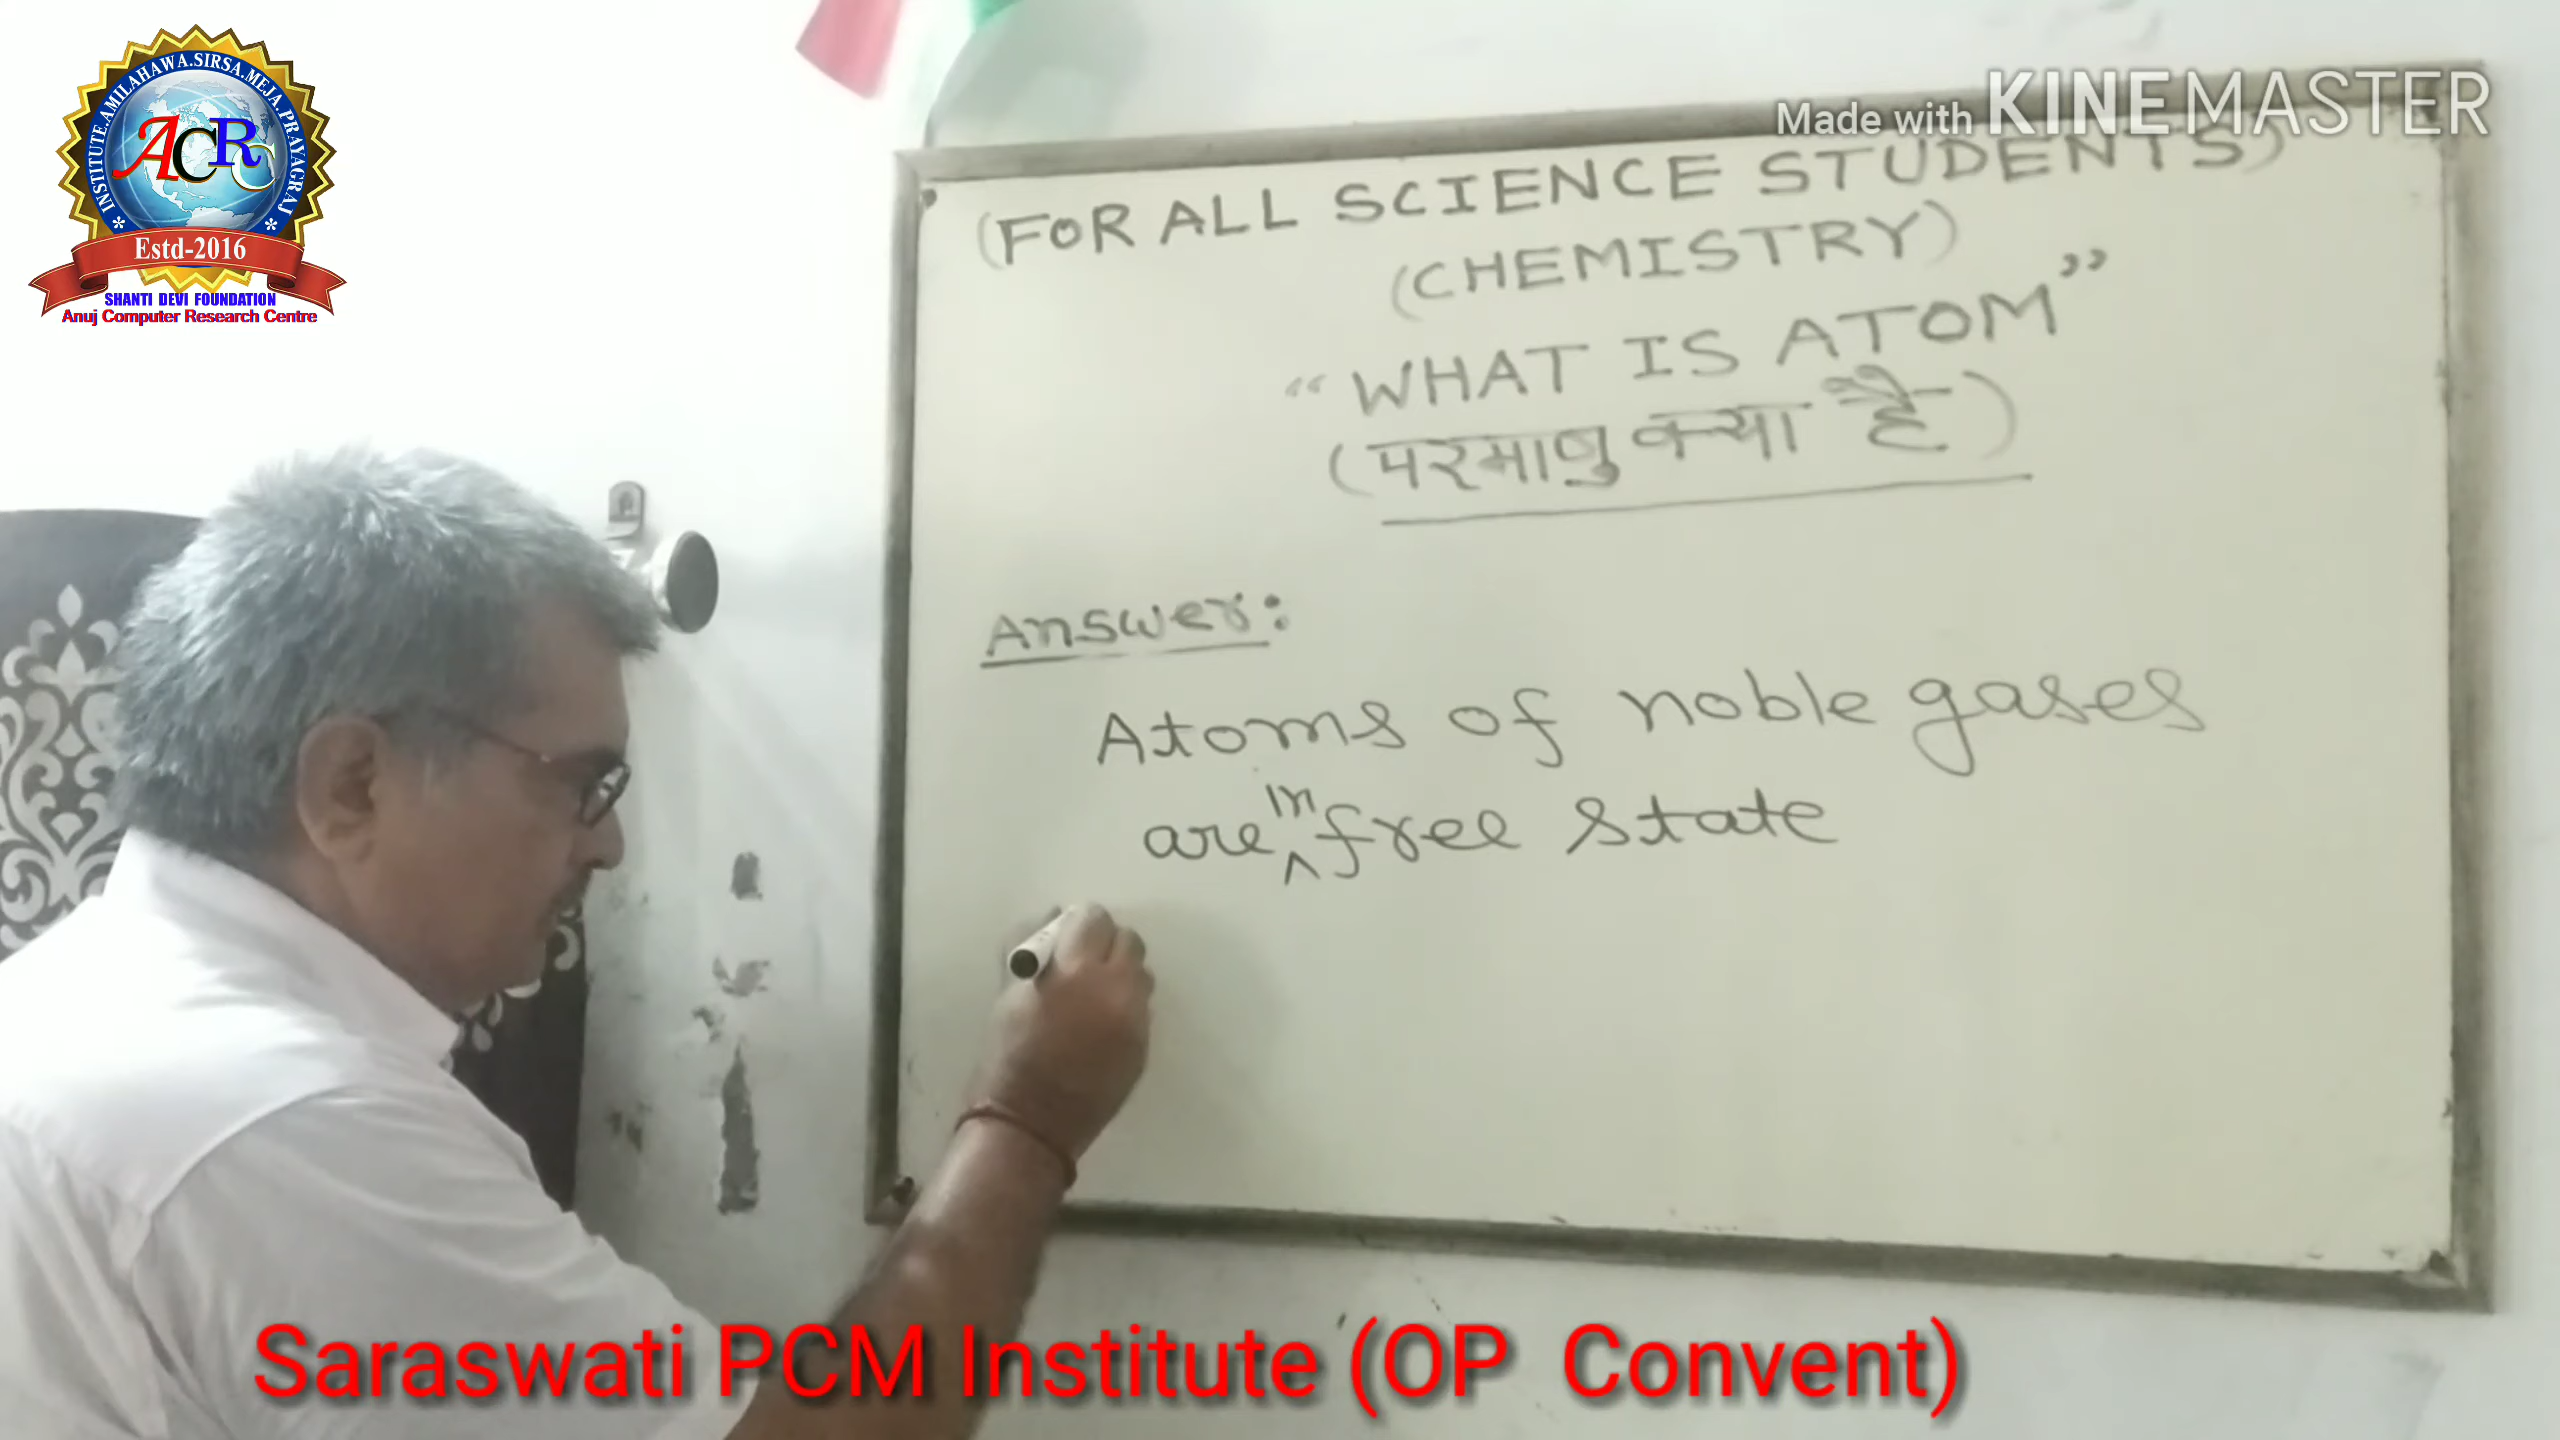 INSTITUTE.AMILAHAWA.SIRSA.MEJA.PRAYAGRAJ
ACRC
Estd-2016
SHANTI DEVI FOUNDATION
Anuj Computer Research Centre
Made with KINEMASTER
(FOR ALL SCIENCE STUDENTS)
(CHEMISTRY)
“WHAT IS ATOM”
(परमाणु क्या है)
Answer:
Atoms of noble gases
are in free state
Saraswati PCM Institute (OP Convent)